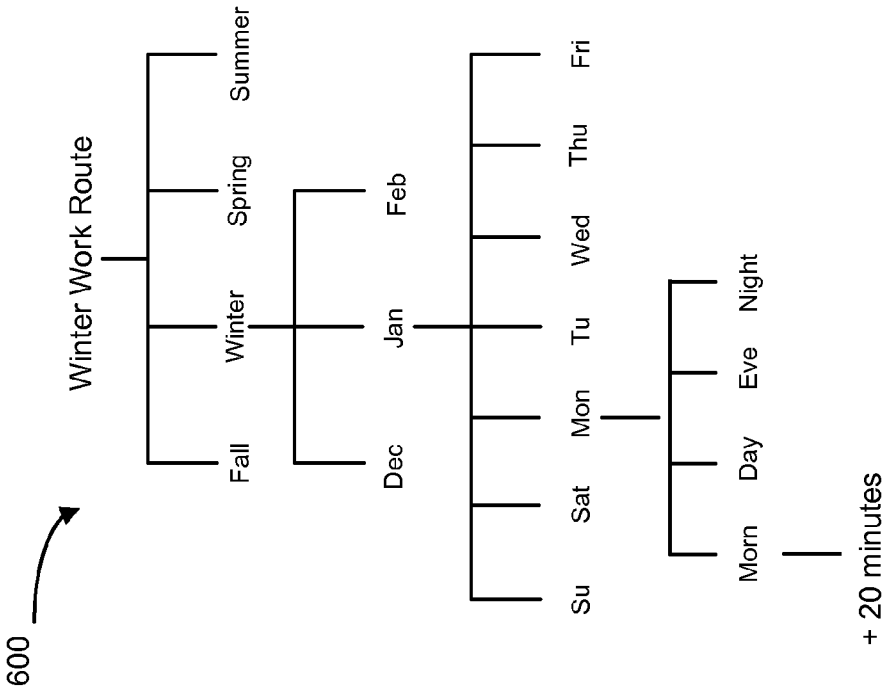 600
Winter Work Route
Fall Winter Spring Summer
Dec Jan Feb
Su Sat Mon Tu Wed Thu Fri
Morn Day Eve Night
+ 20 minutes